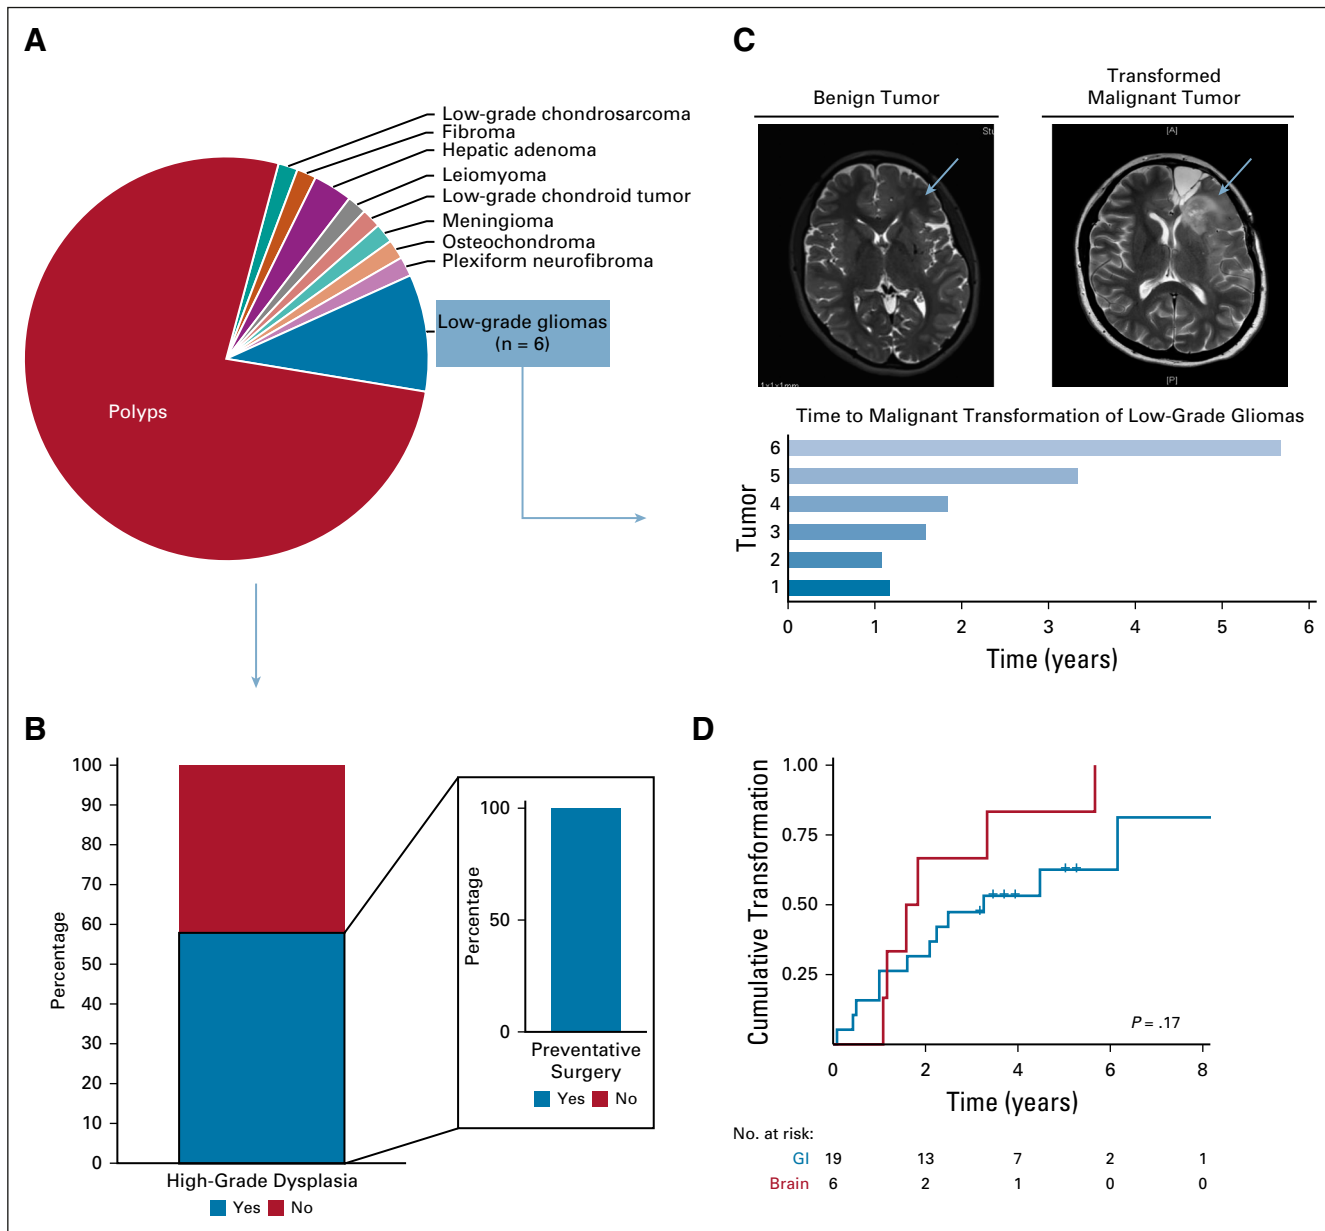 A
Low-grade chondrosarcoma
Fibroma
Hepatic adenoma
Leiomyoma
Low-grade chondroid tumor
Meningioma
Osteochondroma
Plexiform neurofibroma
Low-grade gliomas
(n = 6)
Polyps
C
Benign Tumor
Transformed
Malignant Tumor
Stu
[A]
1x1x1mm
[P]
Time to Malignant Transformation of Low-Grade Gliomas
6
5
4
3
2
1
Tumor
0 1 2 3 4 5 6
Time (years)
B
100
90
80
70
60
50
40
30
20
10
0
Percentage
High-Grade Dysplasia
Yes No
100
50
0
Percentage
Preventative
Surgery
Yes No
D
1.00
0.75
0.50
0.25
Cumulative Transformation
P = .17
0 2 4 6 8
Time (years)
No. at risk:
GI 19 13 7 2 1
Brain 6 2 1 0 0